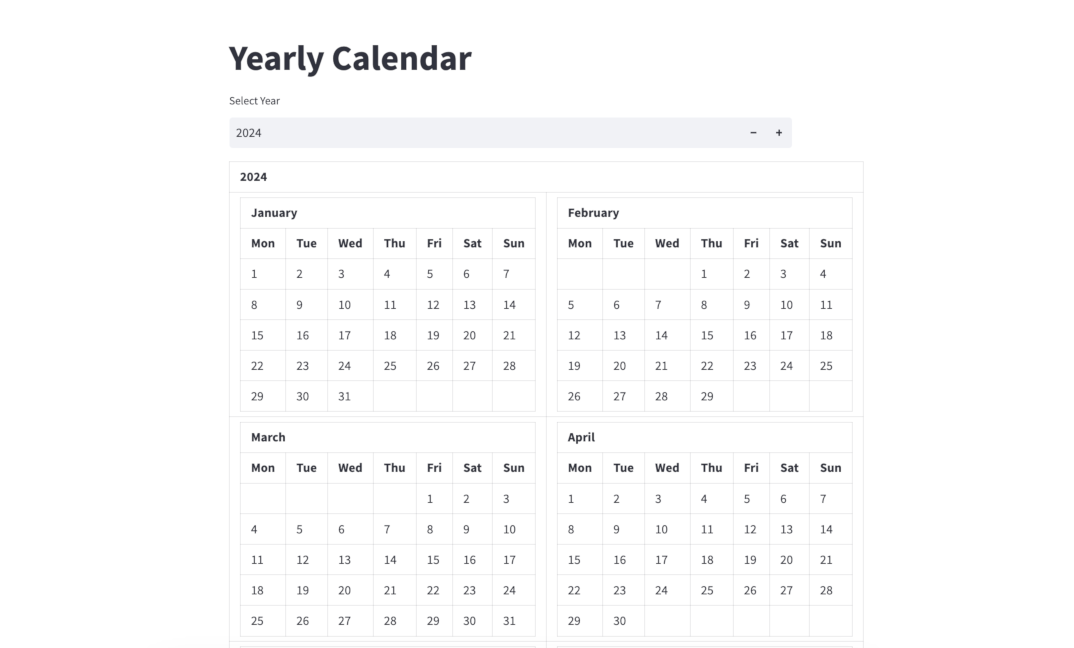 Yearly Calendar
Select Year
2024 − +
2024
January
Mon Tue Wed Thu Fri Sat Sun
1 2 3 4 5 6 7
8 9 10 11 12 13 14
15 16 17 18 19 20 21
22 23 24 25 26 27 28
29 30 31
February
Mon Tue Wed Thu Fri Sat Sun
1 2 3 4
5 6 7 8 9 10 11
12 13 14 15 16 17 18
19 20 21 22 23 24 25
26 27 28 29
March
Mon Tue Wed Thu Fri Sat Sun
1 2 3
4 5 6 7 8 9 10
11 12 13 14 15 16 17
18 19 20 21 22 23 24
25 26 27 28 29 30 31
April
Mon Tue Wed Thu Fri Sat Sun
1 2 3 4 5 6 7
8 9 10 11 12 13 14
15 16 17 18 19 20 21
22 23 24 25 26 27 28
29 30